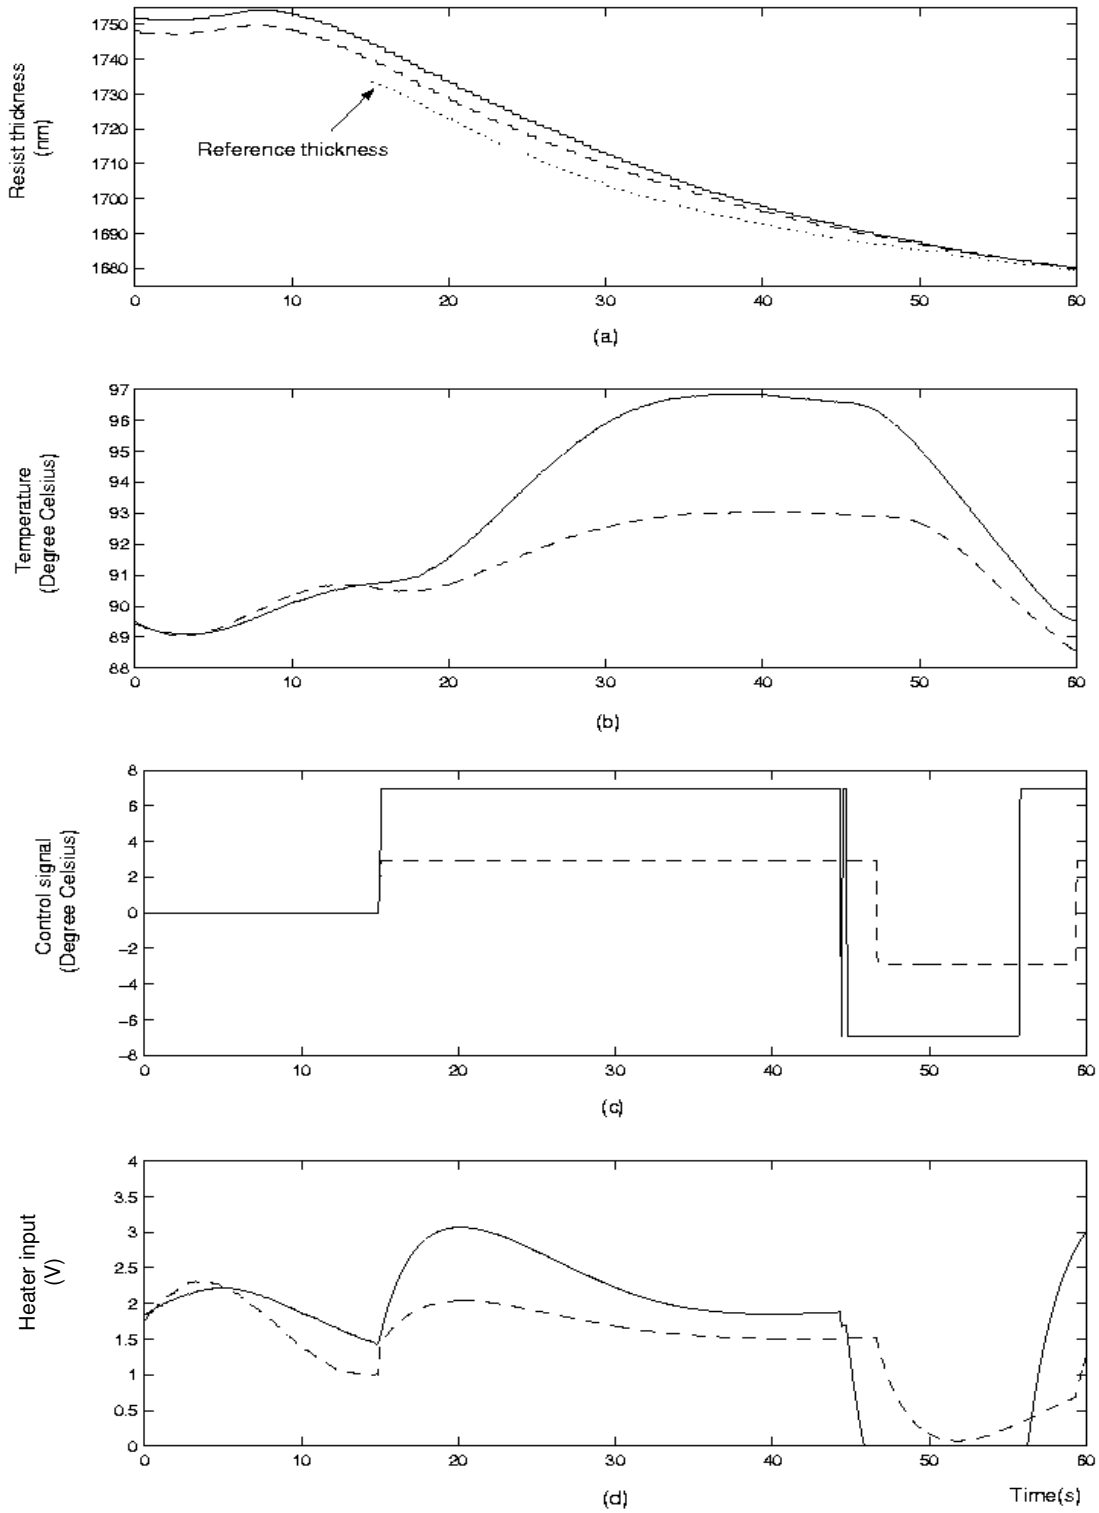 1750
1740
1730
1720
1710
1700
1690
1680
Resist thickness
(nm)
Reference thickness
0 10 20 30 40 50 60
(a)
97
96
95
94
93
92
91
90
89
88
Temperature
(Degree Celsius)
0 10 20 30 40 50 60
(b)
8
6
4
2
0
−2
−4
−6
−8
Control signal
(Degree Celsius)
0 10 20 30 40 50 60
(c)
4
3.5
3
2.5
2
1.5
1
0.5
0
Heater input
(V)
0 10 20 30 40 50 60
(d)
Time(s)